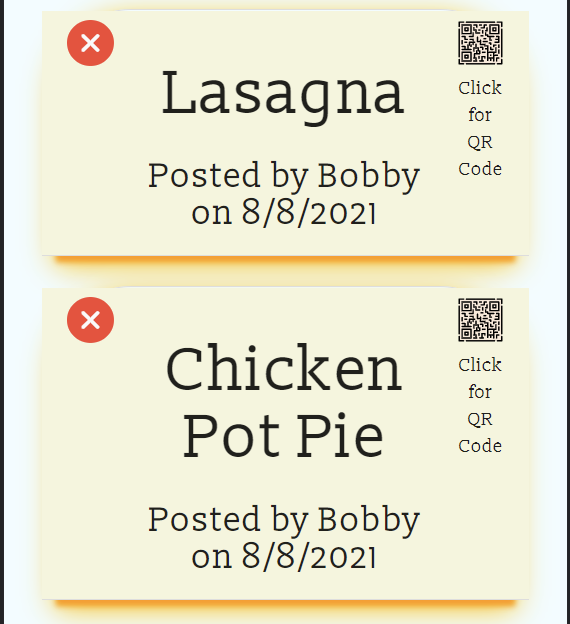 Lasagna
Click
for
QR
Code
Posted by Bobby
on 8/8/2021
Chicken
Pot Pie
Click
for
QR
Code
Posted by Bobby
on 8/8/2021